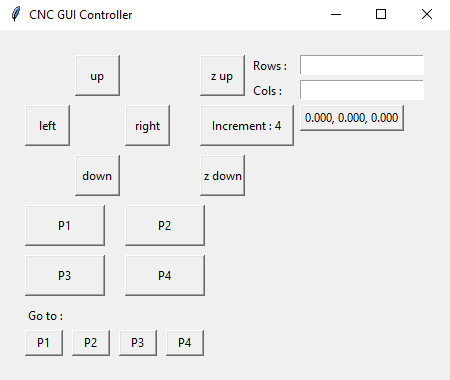 CNC GUI Controller
up
z up
Rows :
Cols :
left
right
Increment : 4
0.000, 0.000, 0.000
down
z down
P1
P2
P3
P4
Go to :
P1
P2
P3
P4